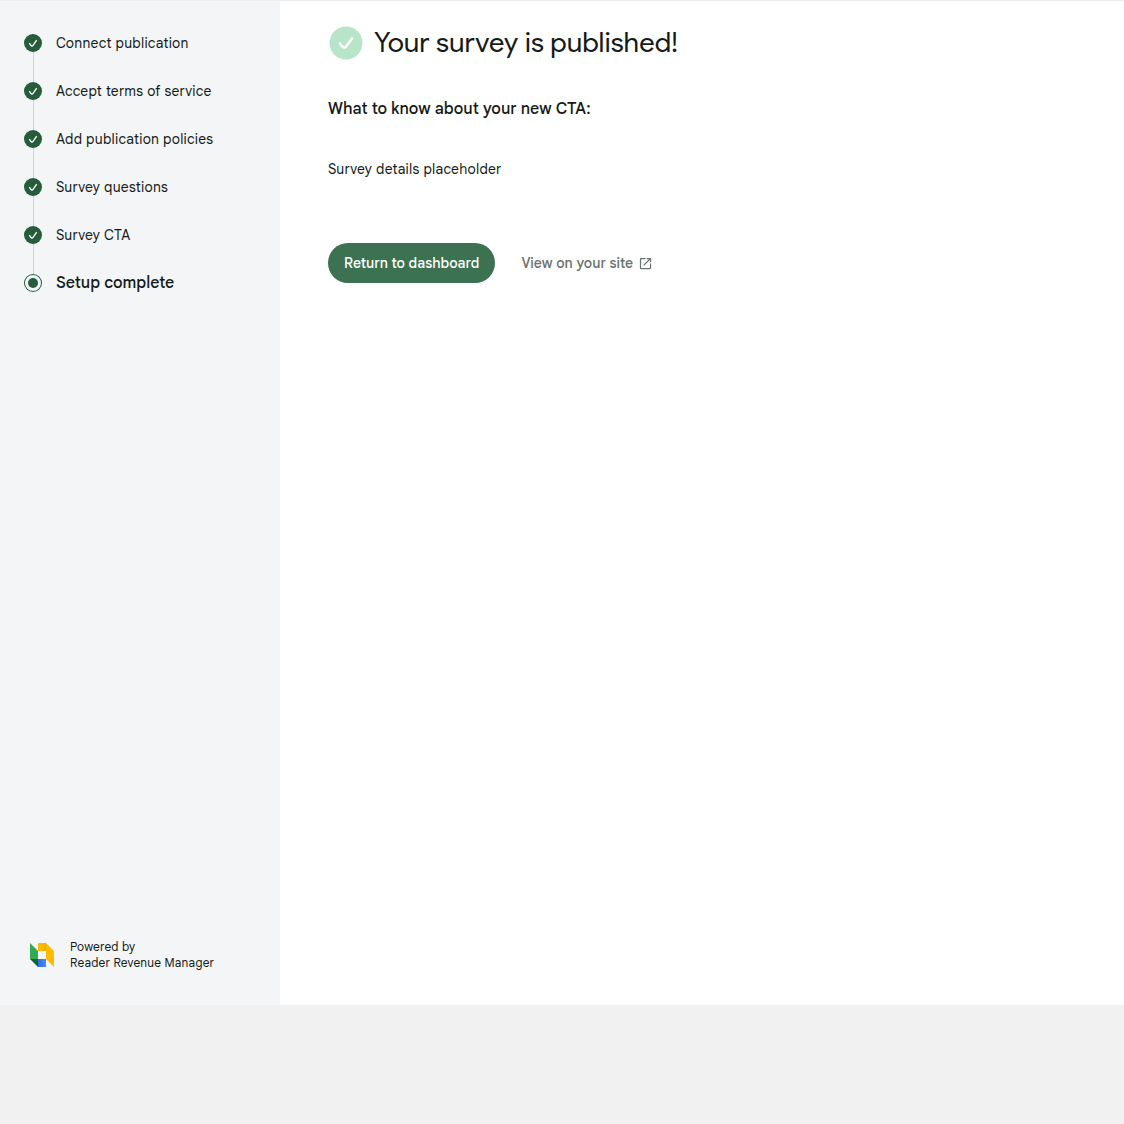 Connect publication
Accept terms of service
Add publication policies
Survey questions
Survey CTA
Setup complete
Powered by
Reader Revenue Manager
Your survey is published!
What to know about your new CTA:
Survey details placeholder
Return to dashboard
View on your site